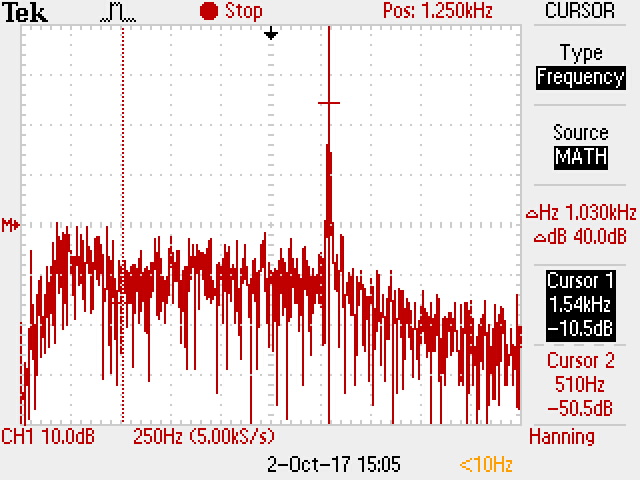 Tek Stop Pos: 1.250kHz CURSOR
Type
Frequency
Source
MATH
M
△Hz 1.030kHz
△dB 40.0dB
Cursor 1
1.54kHz
−10.5dB
Cursor 2
510Hz
−50.5dB
CH1 10.0dB 250Hz (5.00kS/s) Hanning
2-Oct-17 15:05 <10Hz